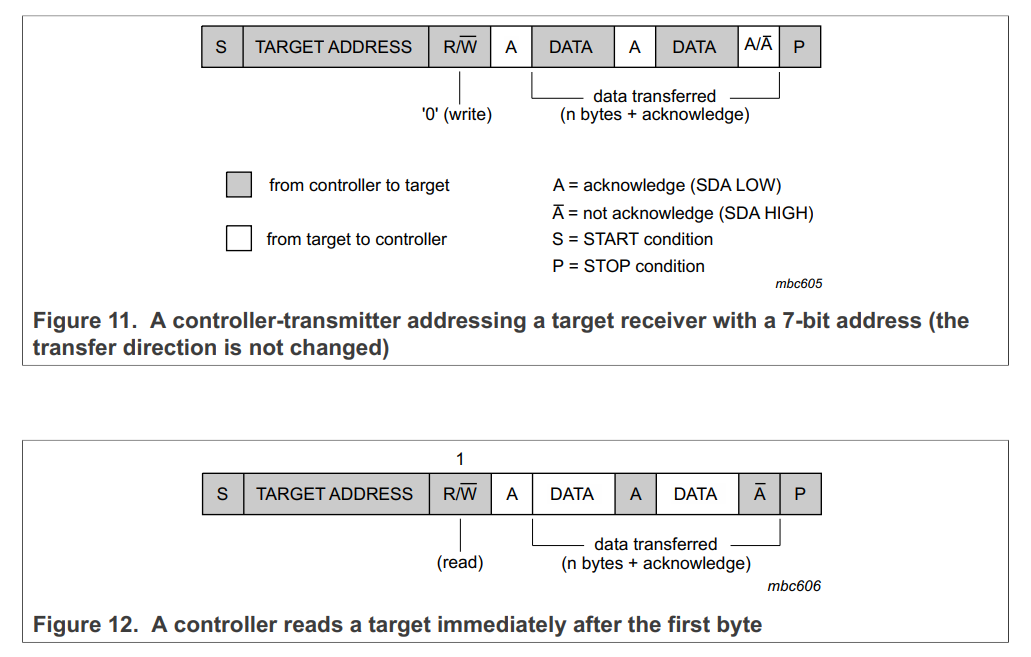 S TARGET ADDRESS R/W̅ A DATA A DATA A/A̅ P
data transferred
'0' (write) (n bytes + acknowledge)
from controller to target
A = acknowledge (SDA LOW)
A̅ = not acknowledge (SDA HIGH)
from target to controller
S = START condition
P = STOP condition
mbc605
Figure 11. A controller-transmitter addressing a target receiver with a 7-bit address (the
transfer direction is not changed)
1
S TARGET ADDRESS R/W̅ A DATA A DATA A̅ P
data transferred
(read) (n bytes + acknowledge)
mbc606
Figure 12. A controller reads a target immediately after the first byte